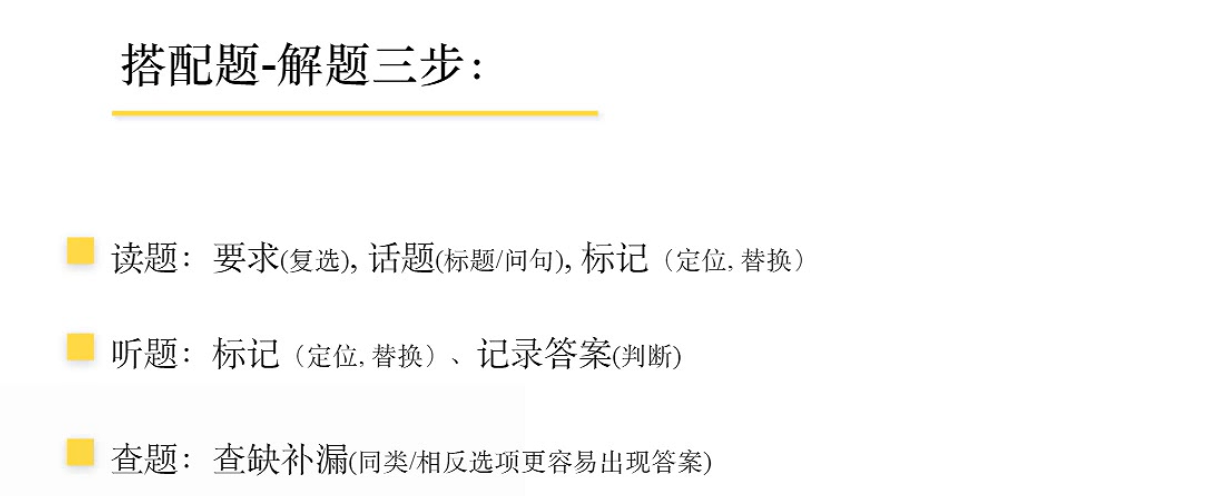 搭配题-解题三步：
读题：要求(复选), 话题(标题/问句), 标记（定位, 替换）
听题：标记（定位, 替换）、记录答案(判断)
查题：查缺补漏(同类/相反选项更容易出现答案)